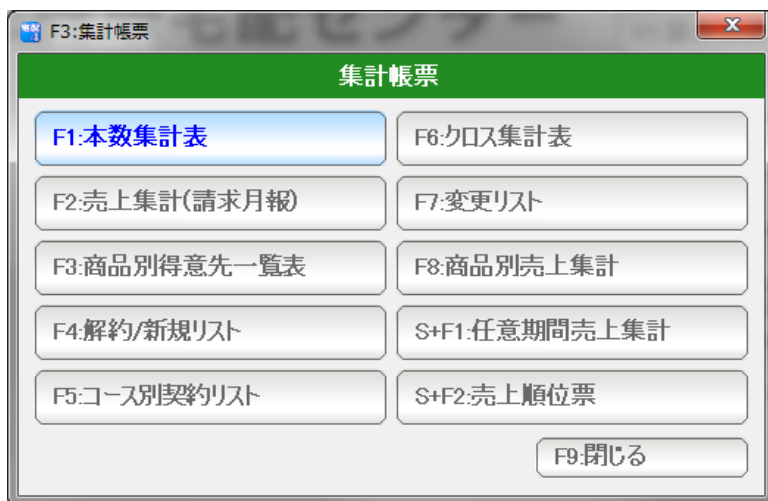 F3:集計帳票
集計帳票
F1:本数集計表
F2:売上集計(請求月報)
F3:商品別得意先一覧表
F4:解約/新規リスト
F5:コース別契約リスト
F6:クロス集計表
F7:変更リスト
F8:商品別売上集計
S+F1:任意期間売上集計
S+F2:売上順位票
F9:閉じる